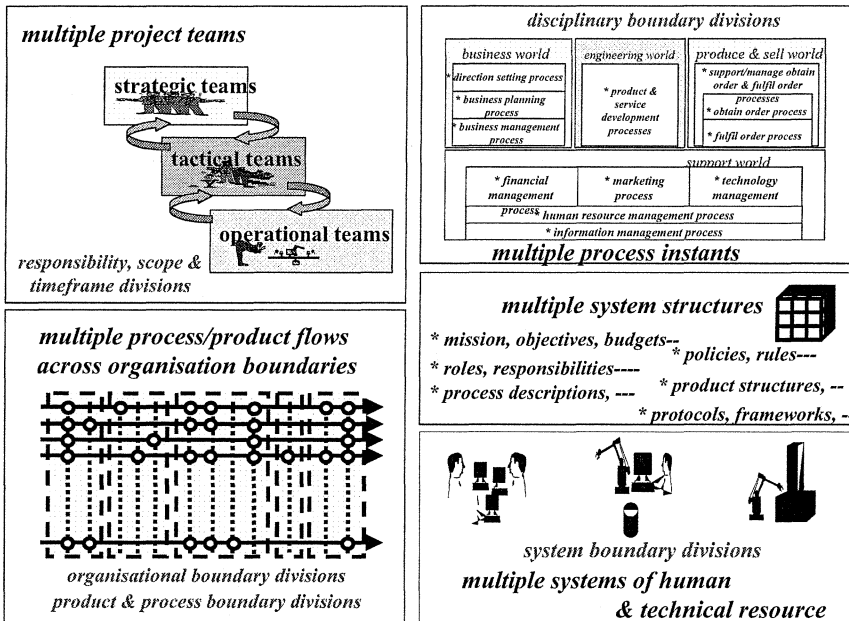 multiple project teams
strategic teams
tactical teams
operational teams
responsibility, scope &
timeframe divisions
multiple process/product flows
across organisation boundaries
organisational boundary divisions
product & process boundary divisions
disciplinary boundary divisions
business world
* direction setting process
* business planning
process
* business management
process
engineering world
* product &
service
development
processes
produce & sell world
* support/manage obtain
order & fulfil order
processes
* obtain order process
* fulfil order process
support world
* financial
management
process
* marketing
process
* technology
management
* human resource management process
* information management process
multiple process instants
multiple system structures
* mission, objectives, budgets--
* policies, rules---
* roles, responsibilities----
* process descriptions, ---
* product structures, --
* protocols, frameworks, --
system boundary divisions
multiple systems of human
& technical resource